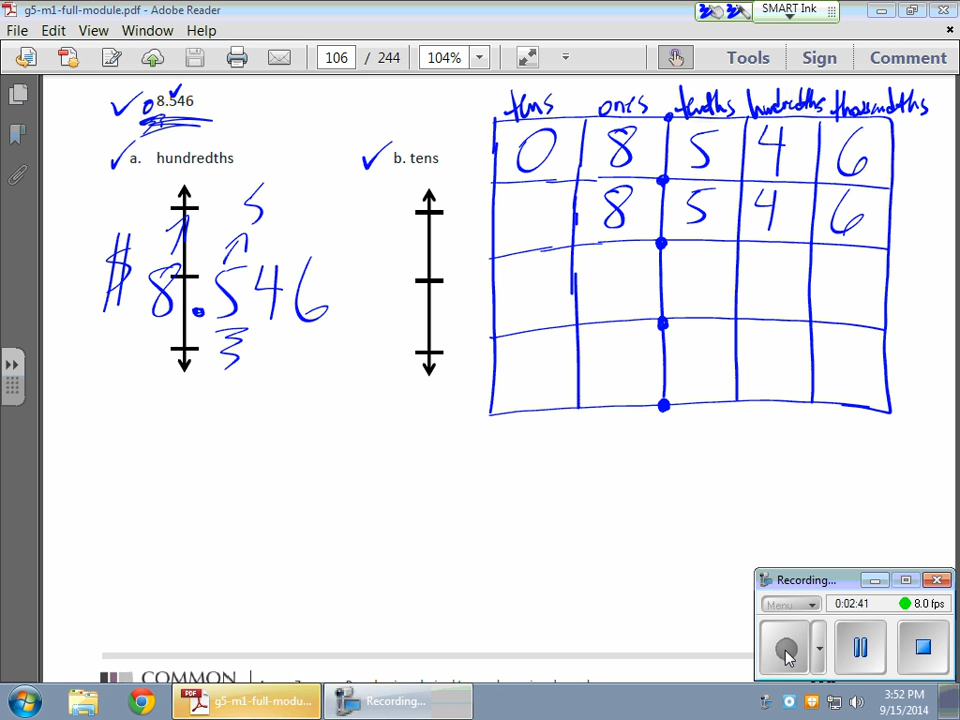 g5-m1-full-module.pdf - Adobe Reader
SMART Ink
File Edit View Window Help
106 / 244 104% Tools Sign Comment
0 8.546
tens ones tenths hundredths thousandths
a. hundredths
b. tens
0 8 5 4 6
8 5 4 6
5
$ 8.546
Recording...
Menu 0:02:41 8.0 fps
COMMON
g5-m1-full-modu... Recording...
3:52 PM
9/15/2014